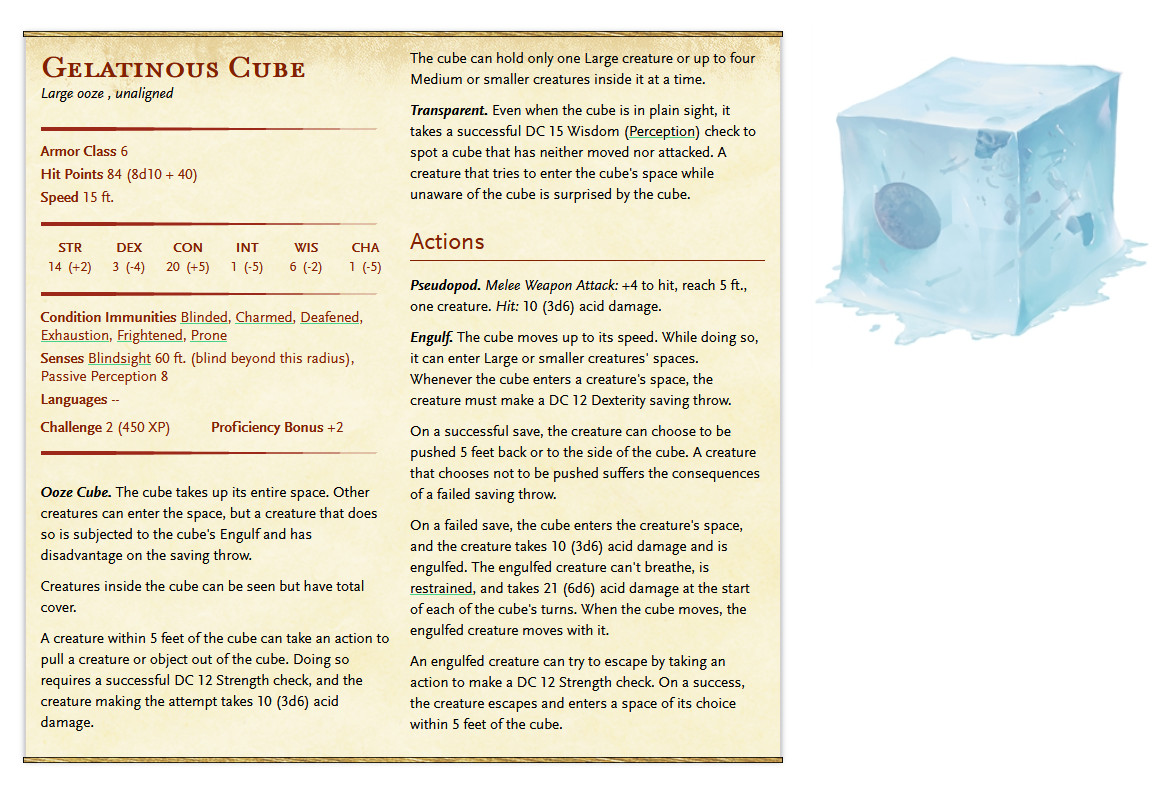 Gelatinous Cube
Large ooze , unaligned
Armor Class 6
Hit Points 84 (8d10 + 40)
Speed 15 ft.
STR DEX CON INT WIS CHA
14 (+2) 3 (-4) 20 (+5) 1 (-5) 6 (-2) 1 (-5)
Condition Immunities Blinded, Charmed, Deafened,
Exhaustion, Frightened, Prone
Senses Blindsight 60 ft. (blind beyond this radius),
Passive Perception 8
Languages --
Challenge 2 (450 XP) Proficiency Bonus +2
Ooze Cube. The cube takes up its entire space. Other
creatures can enter the space, but a creature that does
so is subjected to the cube's Engulf and has
disadvantage on the saving throw.
Creatures inside the cube can be seen but have total
cover.
A creature within 5 feet of the cube can take an action to
pull a creature or object out of the cube. Doing so
requires a successful DC 12 Strength check, and the
creature making the attempt takes 10 (3d6) acid
damage.
The cube can hold only one Large creature or up to four
Medium or smaller creatures inside it at a time.
Transparent. Even when the cube is in plain sight, it
takes a successful DC 15 Wisdom (Perception) check to
spot a cube that has neither moved nor attacked. A
creature that tries to enter the cube's space while
unaware of the cube is surprised by the cube.
Actions
Pseudopod. Melee Weapon Attack: +4 to hit, reach 5 ft.,
one creature. Hit: 10 (3d6) acid damage.
Engulf. The cube moves up to its speed. While doing so,
it can enter Large or smaller creatures' spaces.
Whenever the cube enters a creature's space, the
creature must make a DC 12 Dexterity saving throw.
On a successful save, the creature can choose to be
pushed 5 feet back or to the side of the cube. A creature
that chooses not to be pushed suffers the consequences
of a failed saving throw.
On a failed save, the cube enters the creature's space,
and the creature takes 10 (3d6) acid damage and is
engulfed. The engulfed creature can't breathe, is
restrained, and takes 21 (6d6) acid damage at the start
of each of the cube's turns. When the cube moves, the
engulfed creature moves with it.
An engulfed creature can try to escape by taking an
action to make a DC 12 Strength check. On a success,
the creature escapes and enters a space of its choice
within 5 feet of the cube.